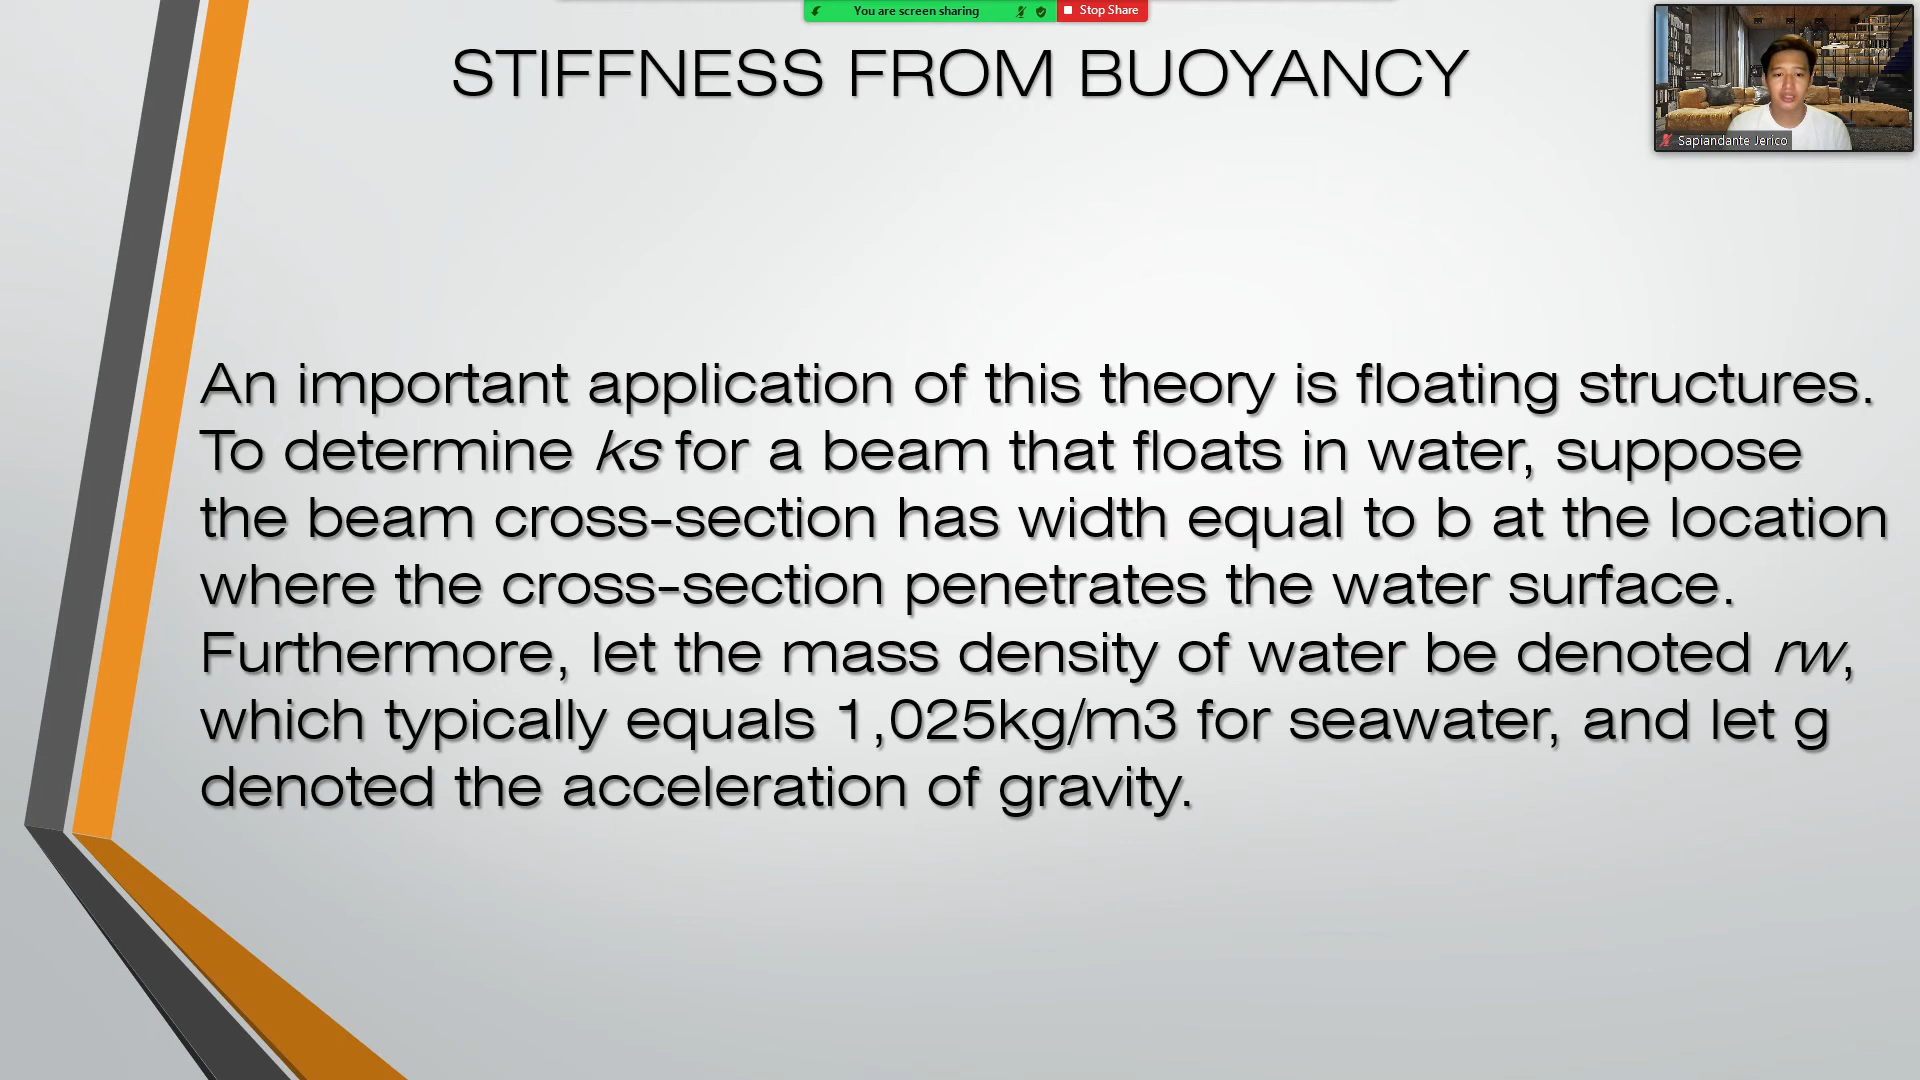 You are screen sharing
Stop Share
STIFFNESS FROM BUOYANCY
Sapiandante Jerico
An important application of this theory is floating structures.
To determine ks for a beam that floats in water, suppose
the beam cross-section has width equal to b at the location
where the cross-section penetrates the water surface.
Furthermore, let the mass density of water be denoted rw,
which typically equals 1,025kg/m3 for seawater, and let g
denoted the acceleration of gravity.